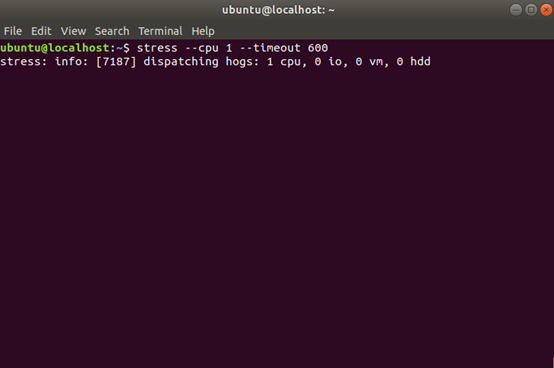 ubuntu@localhost: ~
File Edit View Search Terminal Help
ubuntu@localhost:~$ stress --cpu 1 --timeout 600
stress: info: [7187] dispatching hogs: 1 cpu, 0 io, 0 vm, 0 hdd